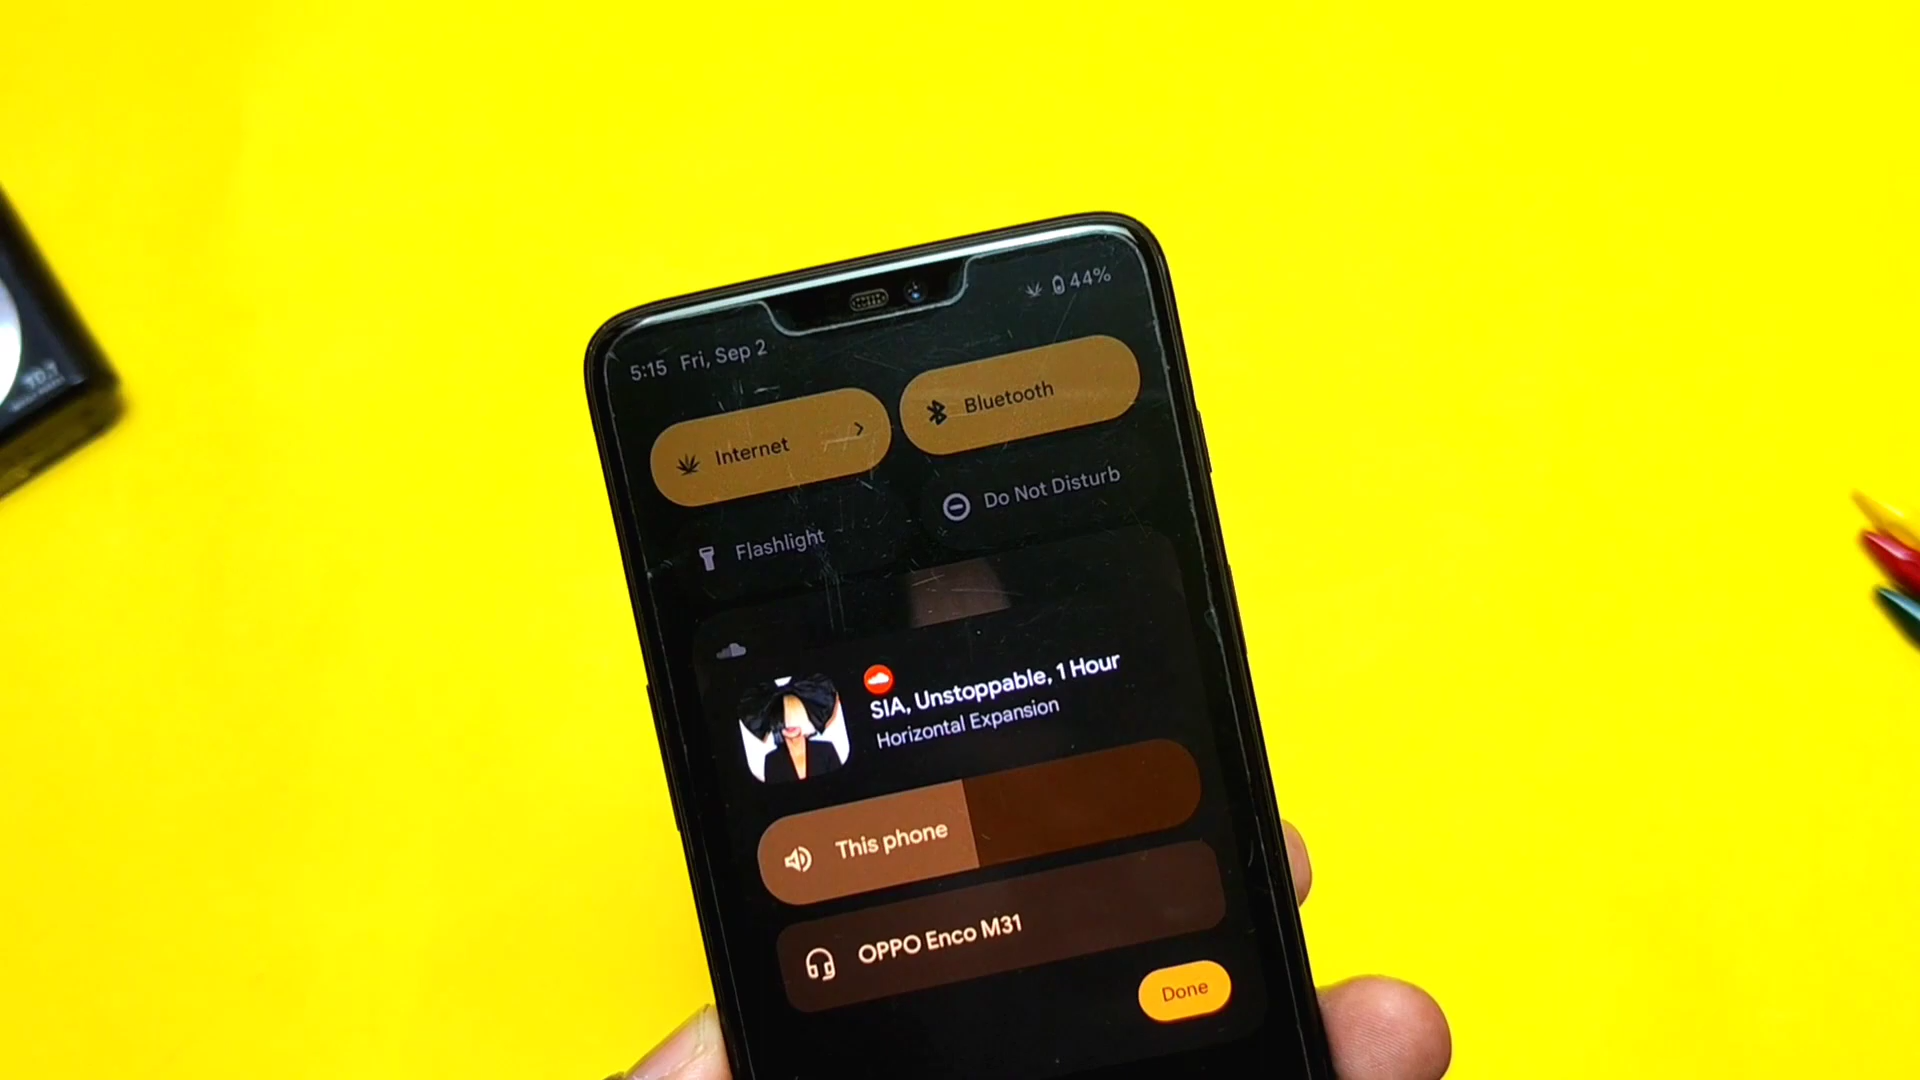 44%
5:15 Fri, Sep 2
Internet
Bluetooth
Flashlight
Do Not Disturb
SIA, Unstoppable, 1 Hour
Horizontal Expansion
This phone
OPPO Enco M31
Done